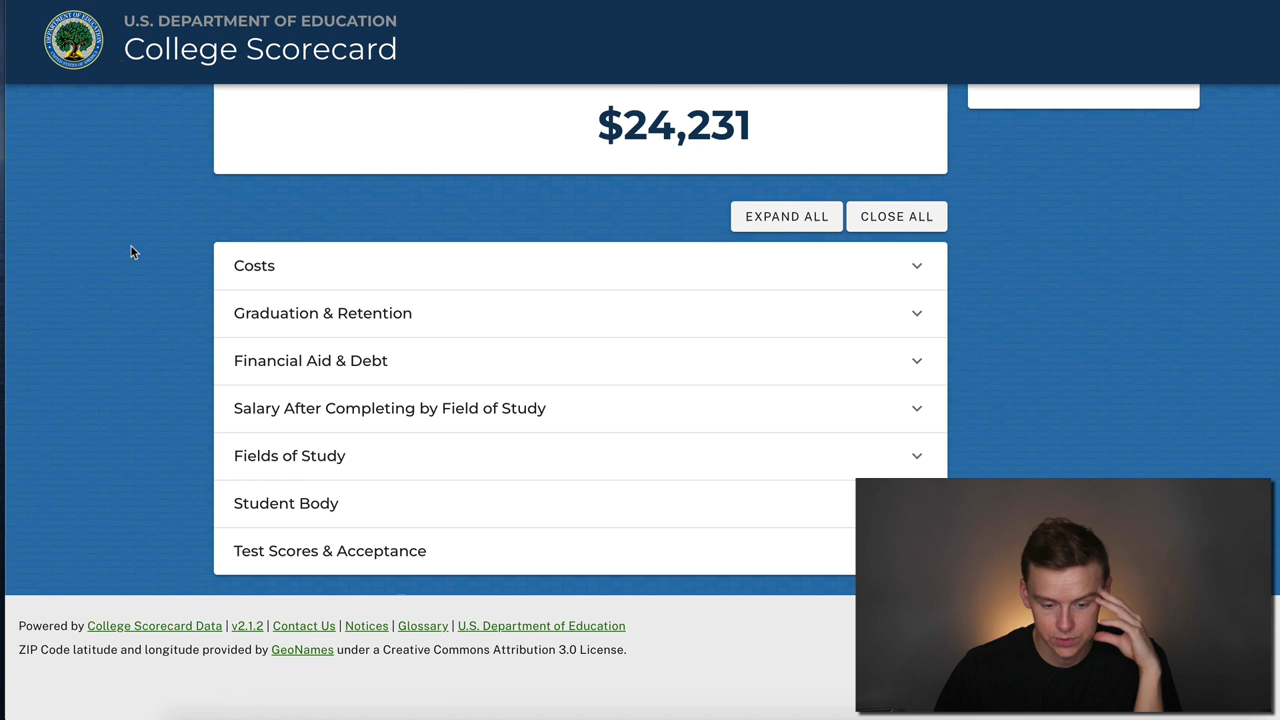 U.S. DEPARTMENT OF EDUCATION
College Scorecard
$24,231
EXPAND ALL
CLOSE ALL
Costs
Graduation & Retention
Financial Aid & Debt
Salary After Completing by Field of Study
Fields of Study
Student Body
Test Scores & Acceptance
Powered by College Scorecard Data | v2.1.2 | Contact Us | Notices | Glossary | U.S. Department of Education
ZIP Code latitude and longitude provided by GeoNames under a Creative Commons Attribution 3.0 License.